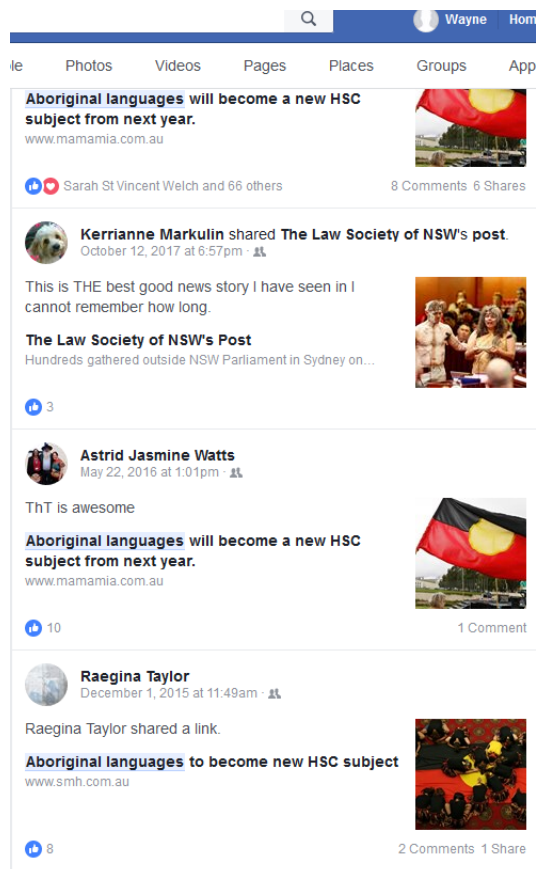 Wayne Hom
le Photos Videos Pages Places Groups App
Aboriginal languages will become a new HSC
subject from next year.
www.mamamia.com.au
Sarah St Vincent Welch and 66 others 8 Comments 6 Shares
Kerrianne Markulin shared The Law Society of NSW's post.
October 12, 2017 at 6:57pm ·
This is THE best good news story I have seen in I
cannot remember how long.
The Law Society of NSW's Post
Hundreds gathered outside NSW Parliament in Sydney on...
3
Astrid Jasmine Watts
May 22, 2016 at 1:01pm ·
ThT is awesome
Aboriginal languages will become a new HSC
subject from next year.
www.mamamia.com.au
10 1 Comment
Raegina Taylor
December 1, 2015 at 11:49am ·
Raegina Taylor shared a link.
Aboriginal languages to become new HSC subject
www.smh.com.au
8 2 Comments 1 Share